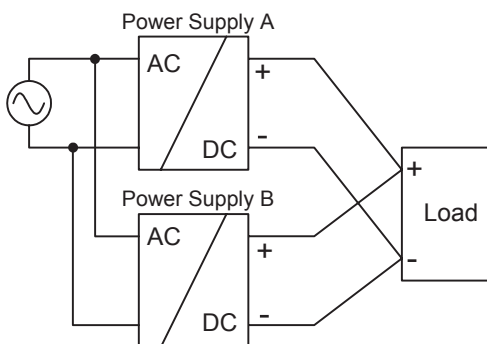 Power Supply A
AC
+
-
DC
+
Load
-
Power Supply B
AC
+
-
DC